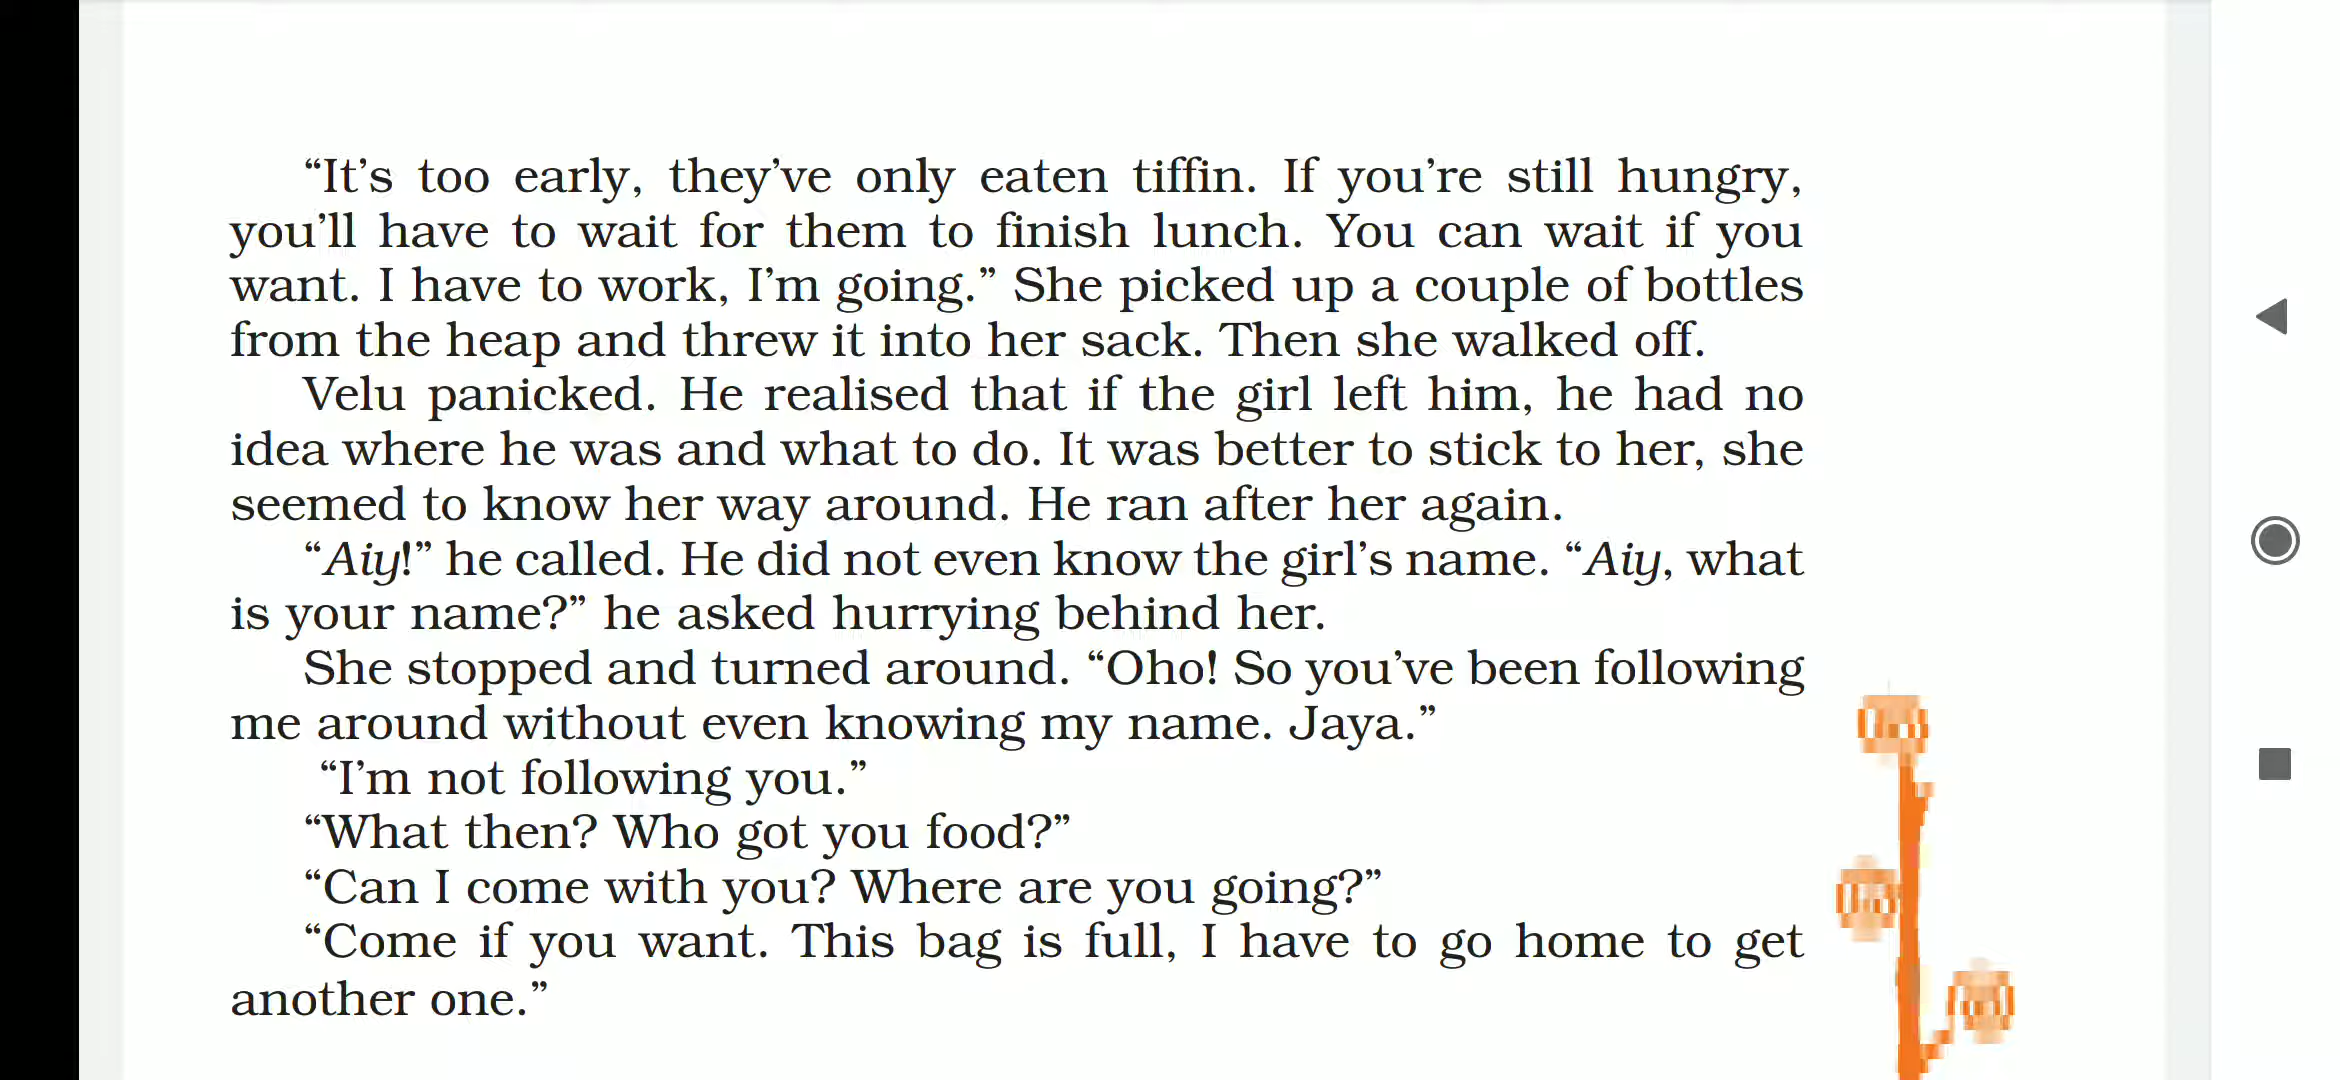 “It’s too early, they’ve only eaten tiffin. If you’re still hungry,
you’ll have to wait for them to finish lunch. You can wait if you
want. I have to work, I’m going.” She picked up a couple of bottles
from the heap and threw it into her sack. Then she walked off.
Velu panicked. He realised that if the girl left him, he had no
idea where he was and what to do. It was better to stick to her, she
seemed to know her way around. He ran after her again.
“Aiy!” he called. He did not even know the girl’s name. “Aiy, what
is your name?” he asked hurrying behind her.
She stopped and turned around. “Oho! So you’ve been following
me around without even knowing my name. Jaya.”
“I’m not following you.”
“What then? Who got you food?”
“Can I come with you? Where are you going?”
“Come if you want. This bag is full, I have to go home to get
another one.”